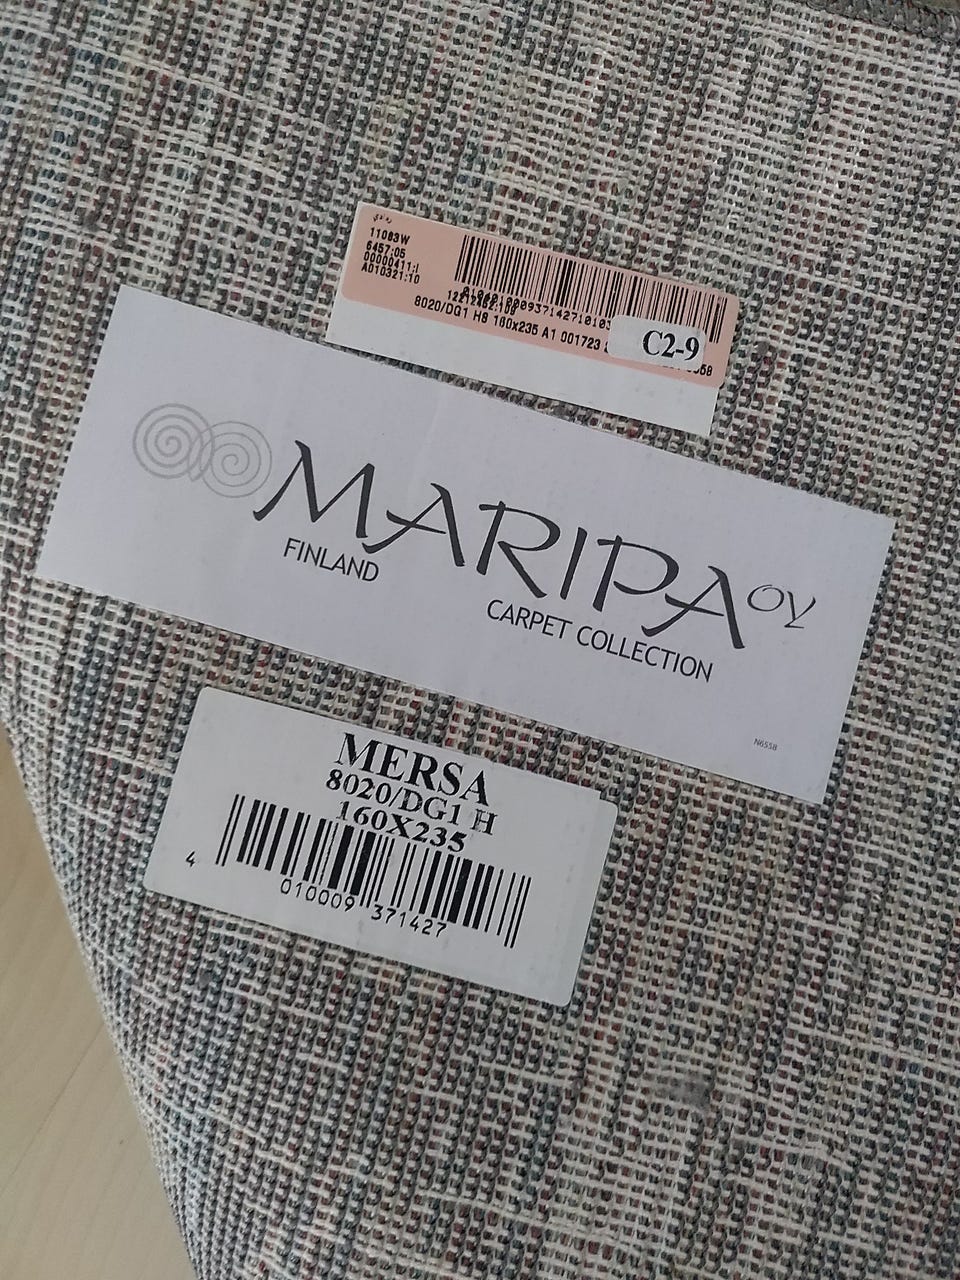 11083W
6457:05
A010321:10
8020/DG1 H8 160x235 A1 001723
C2-9
MARIPA OY
FINLAND
CARPET COLLECTION
N6558
MERSA
8020/DG1 H
160X235
4 010009 371427